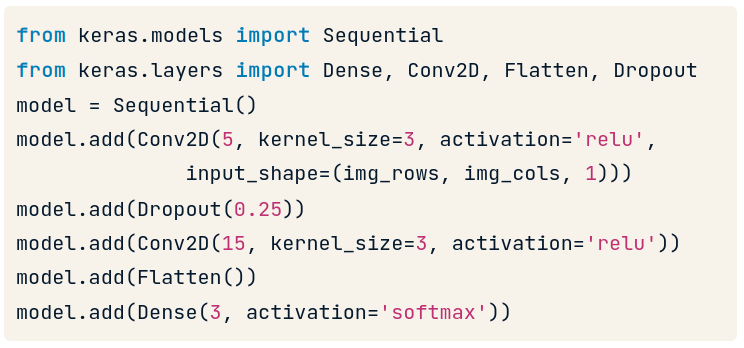 from keras.models import Sequential
from keras.layers import Dense, Conv2D, Flatten, Dropout
model = Sequential()
model.add(Conv2D(5, kernel_size=3, activation='relu',
              input_shape=(img_rows, img_cols, 1)))
model.add(Dropout(0.25))
model.add(Conv2D(15, kernel_size=3, activation='relu'))
model.add(Flatten())
model.add(Dense(3, activation='softmax'))